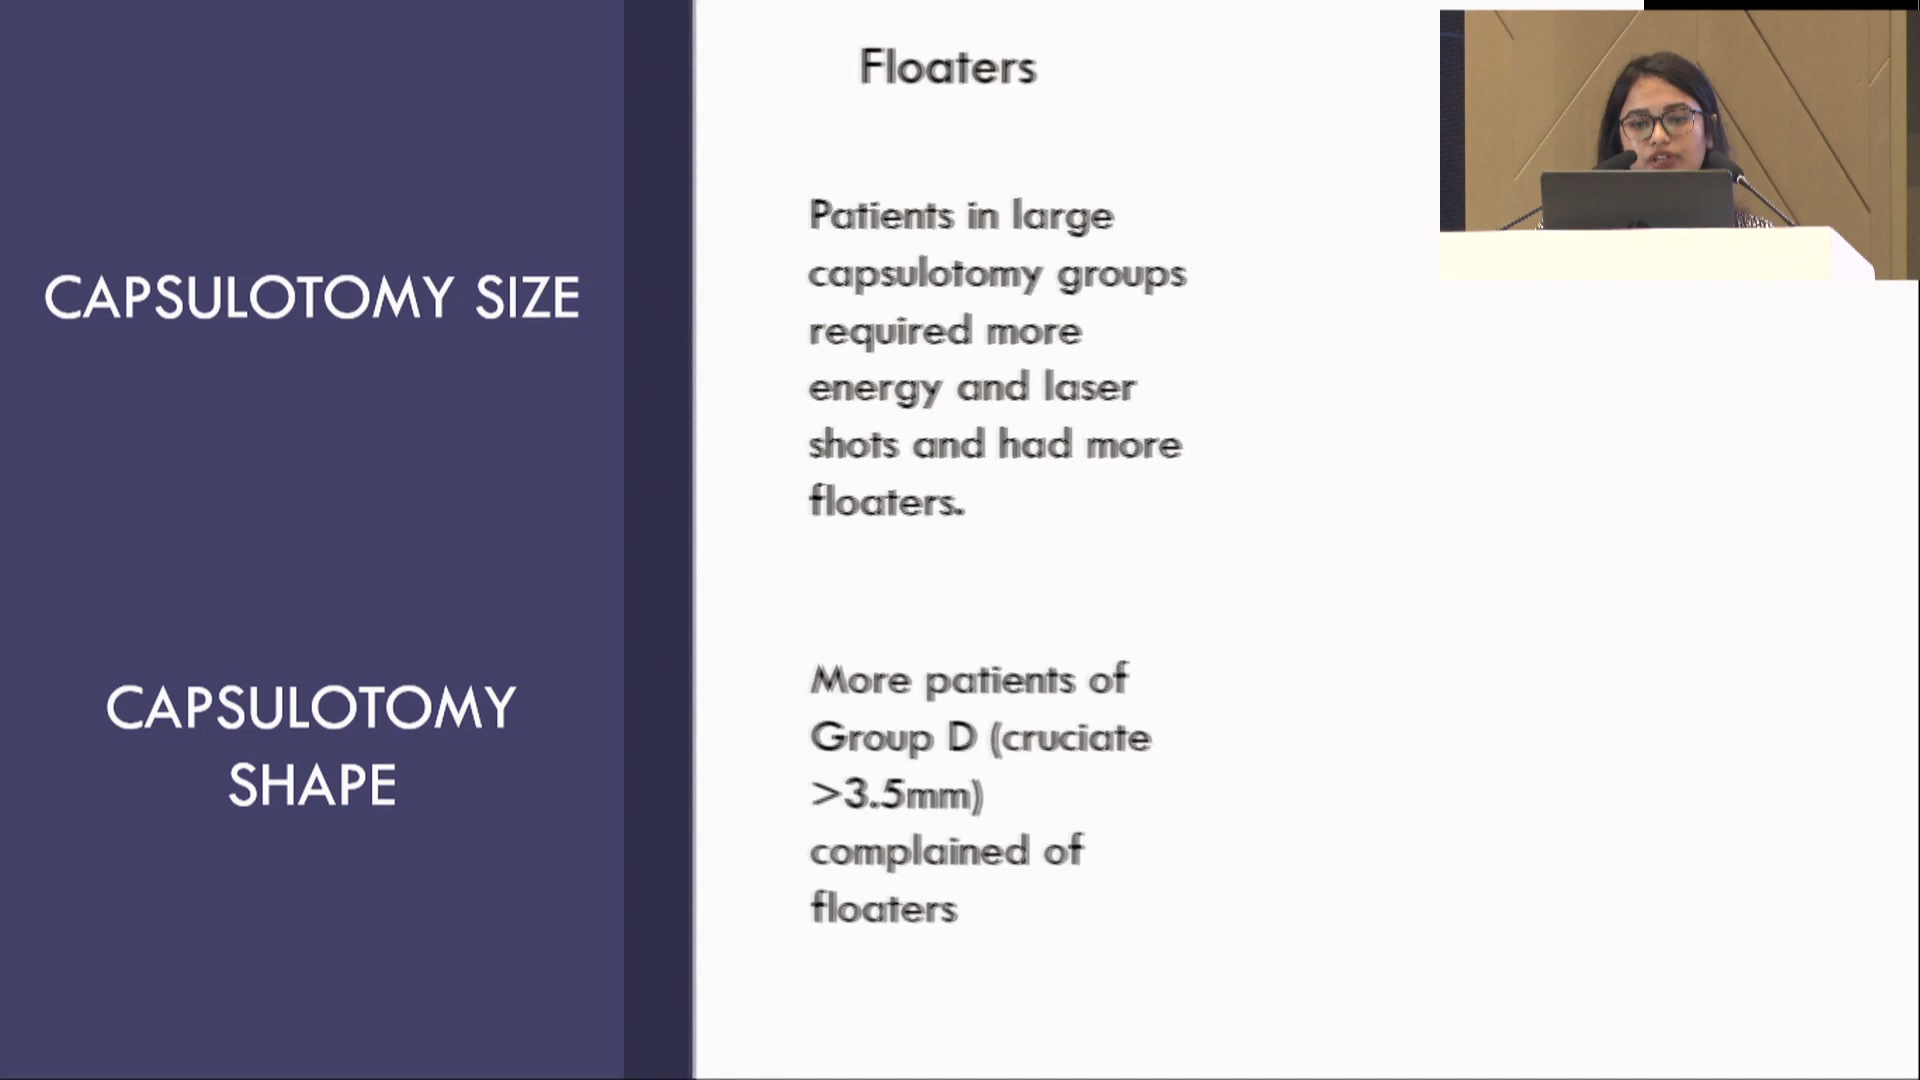 Floaters
CAPSULOTOMY SIZE
Patients in large
capsulotomy groups
required more
energy and laser
shots and had more
floaters.
CAPSULOTOMY
SHAPE
More patients of
Group D (cruciate
>3.5mm)
complained of
floaters